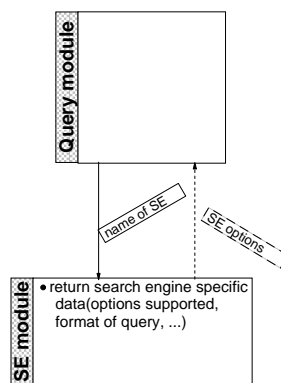 Query module
name of SE
SE options
SE module
• return search engine specific
data(options supported,
format of query, ...)